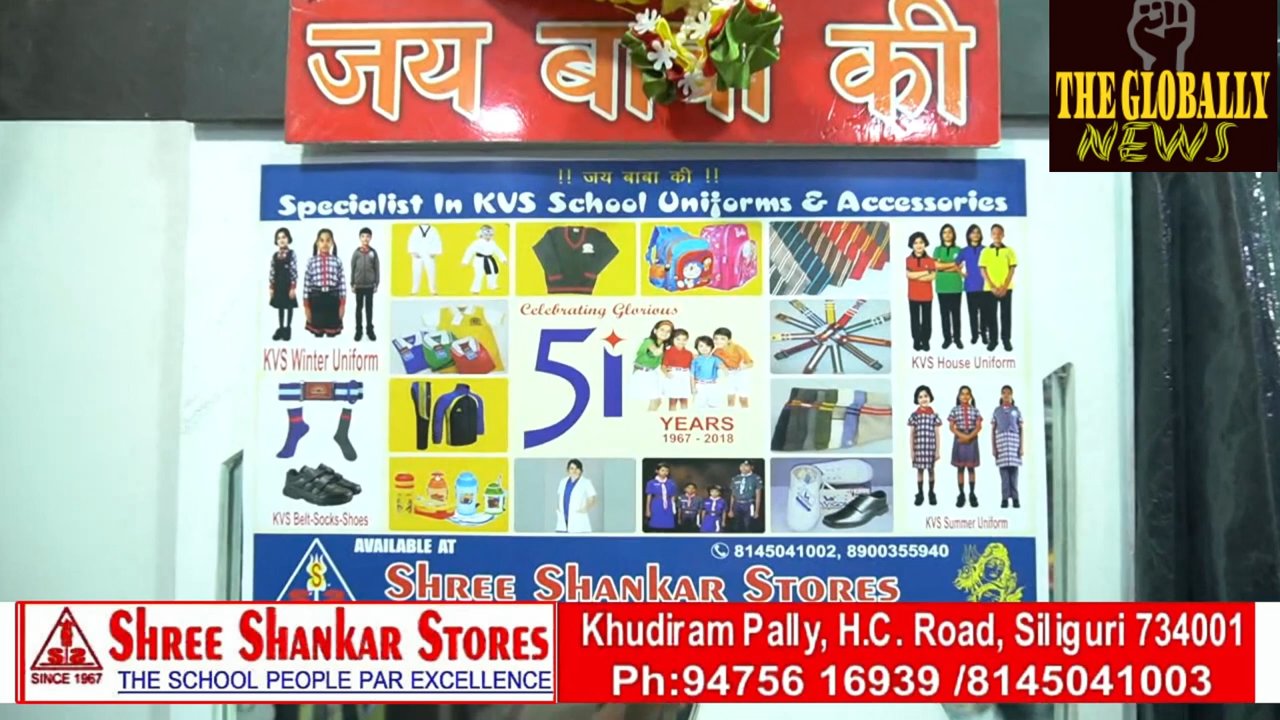 जय बाबा की
THE GLOBALLY
NEWS
!! जय बाबा की !!
Specialist In KVS School Uniforms & Accessories
KVS Winter Uniform
KVS Belt-Socks-Shoes
Celebrating Glorious
51
YEARS
1967 - 2018
KVS House Uniform
KVS Summer Uniform
AVAILABLE AT
8145041002, 8900355940
SHREE SHANKAR STORES
SHREE SHANKAR STORES
SINCE 1967
THE SCHOOL PEOPLE PAR EXCELLENCE
Khudiram Pally, H.C. Road, Siliguri 734001
Ph:94756 16939 /8145041003